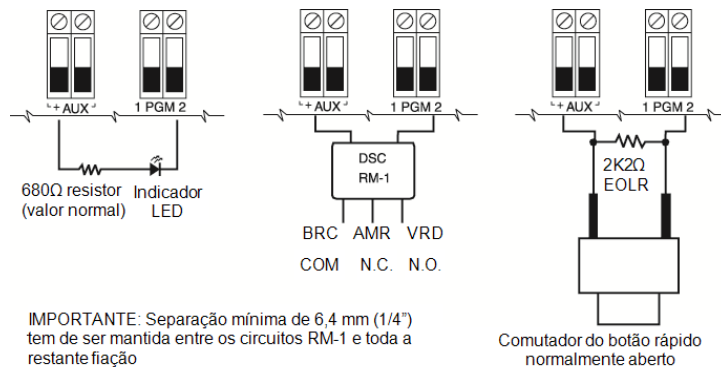 + AUX 1 PGM 2
680Ω resistor (valor normal)
Indicador LED
+ AUX 1 PGM 2
DSC RM-1
BRC AMR VRD
COM N.C. N.O.
IMPORTANTE: Separação mínima de 6,4 mm (1/4”)
tem de ser mantida entre os circuitos RM-1 e toda a
restante fiação
+ AUX 1 PGM 2
2K2Ω
EOLR
Comutador do botão rápido
normalmente aberto